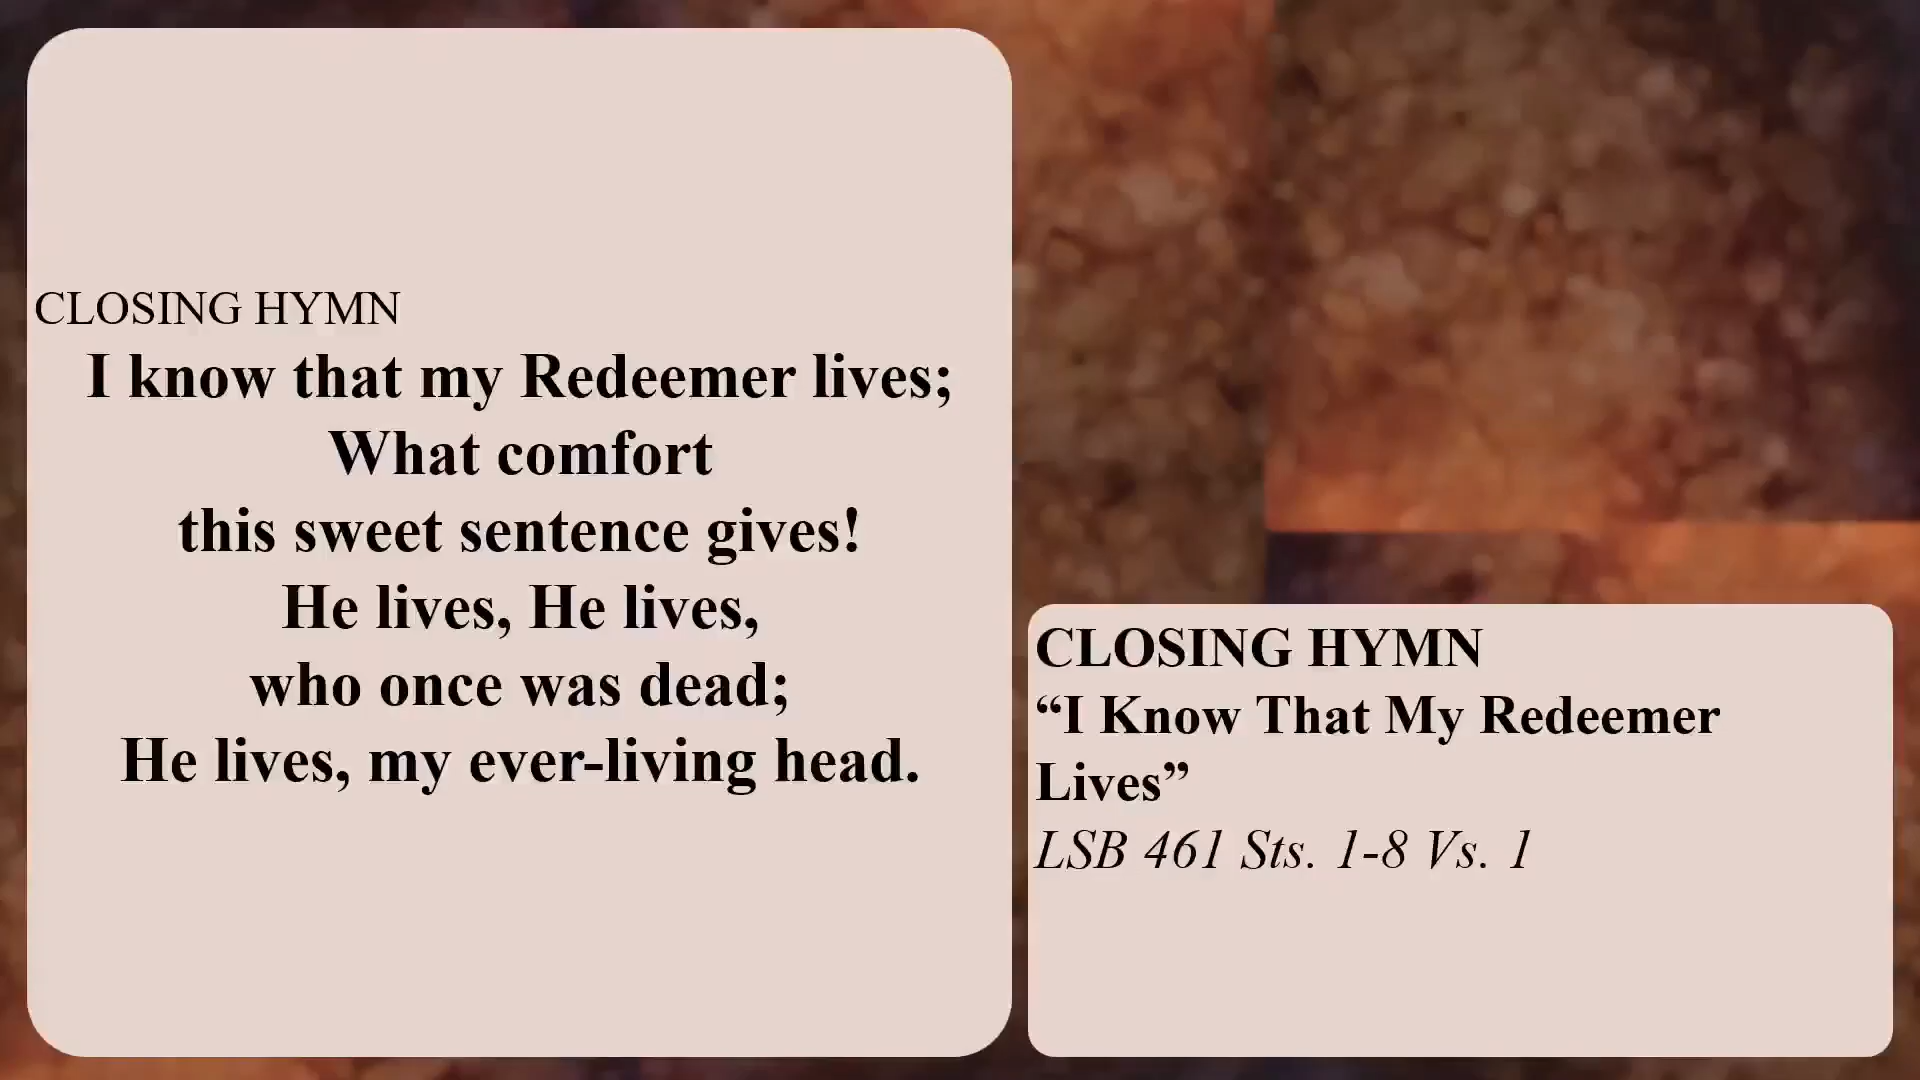 CLOSING HYMN
I know that my Redeemer lives;
What comfort
this sweet sentence gives!
He lives, He lives,
who once was dead;
He lives, my ever-living head.
CLOSING HYMN
“I Know That My Redeemer
Lives”
LSB 461 Sts. 1-8 Vs. 1